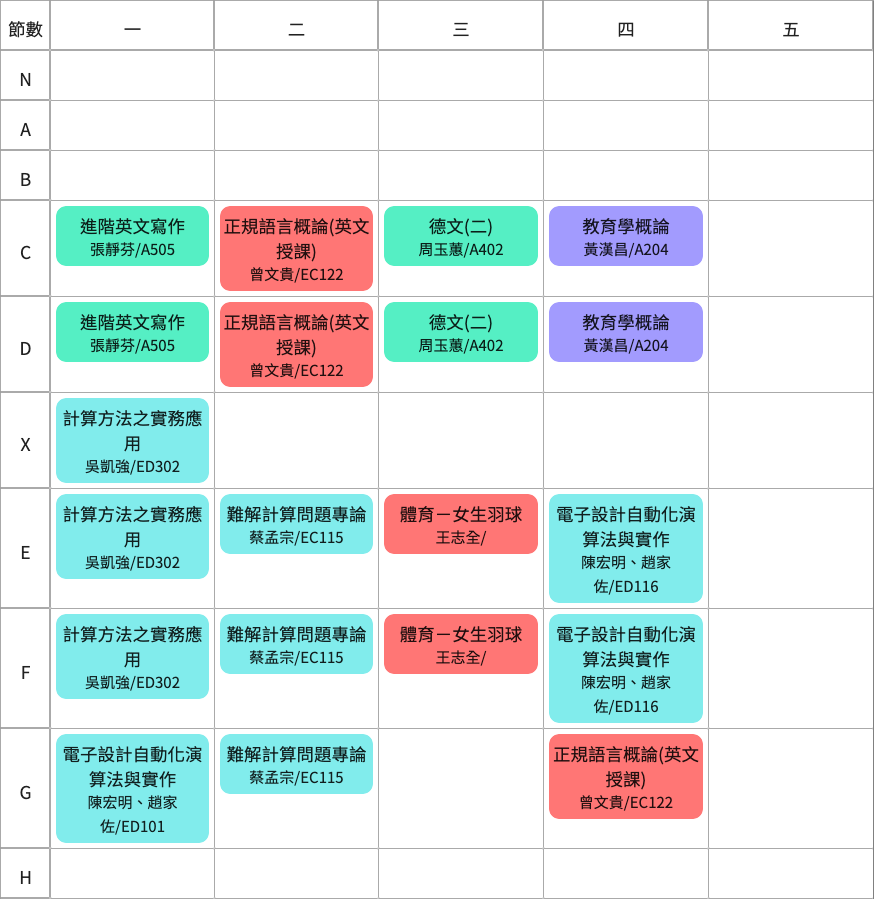 節數 一 二 三 四 五
N
A
B
C
進階英文寫作
張靜芬/A505
正規語言概論(英文
授課)
曾文貴/EC122
德文(二)
周玉蕙/A402
教育學概論
黃漢昌/A204
D
進階英文寫作
張靜芬/A505
正規語言概論(英文
授課)
曾文貴/EC122
德文(二)
周玉蕙/A402
教育學概論
黃漢昌/A204
X
計算方法之實務應
用
吳凱強/ED302
E
計算方法之實務應
用
吳凱強/ED302
難解計算問題專論
蔡孟宗/EC115
體育－女生羽球
王志全/
電子設計自動化演
算法與實作
陳宏明、趙家
佐/ED116
F
計算方法之實務應
用
吳凱強/ED302
難解計算問題專論
蔡孟宗/EC115
體育－女生羽球
王志全/
電子設計自動化演
算法與實作
陳宏明、趙家
佐/ED116
G
電子設計自動化演
算法與實作
陳宏明、趙家
佐/ED101
難解計算問題專論
蔡孟宗/EC115
正規語言概論(英文
授課)
曾文貴/EC122
H